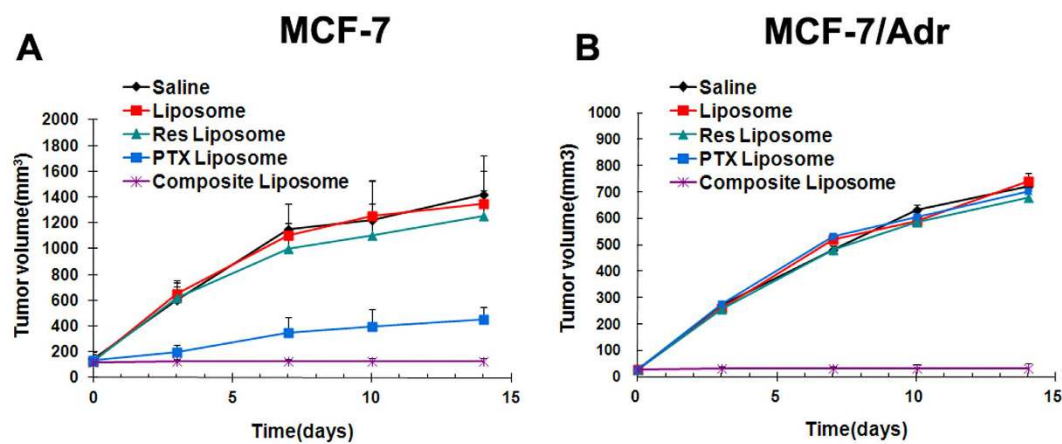 A
MCF-7
Saline
Liposome
Res Liposome
PTX Liposome
Composite Liposome
Tumor volume(mm³)
2000
1800
1600
1400
1200
1000
800
600
400
200
0
0
5
10
15
Time(days)
B
MCF-7/Adr
Saline
Liposome
Res Liposome
PTX Liposome
Composite Liposome
Tumor volume(mm3)
1000
900
800
700
600
500
400
300
200
100
0
0
5
10
15
Time(days)